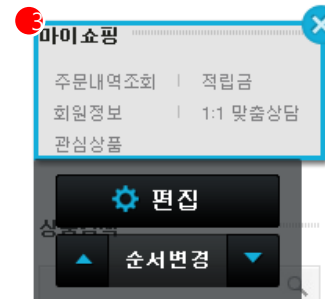 3
마이쇼핑
주문내역조회 | 적립금
회원정보 | 1:1 맞춤상담
관심상품
편집
순서변경